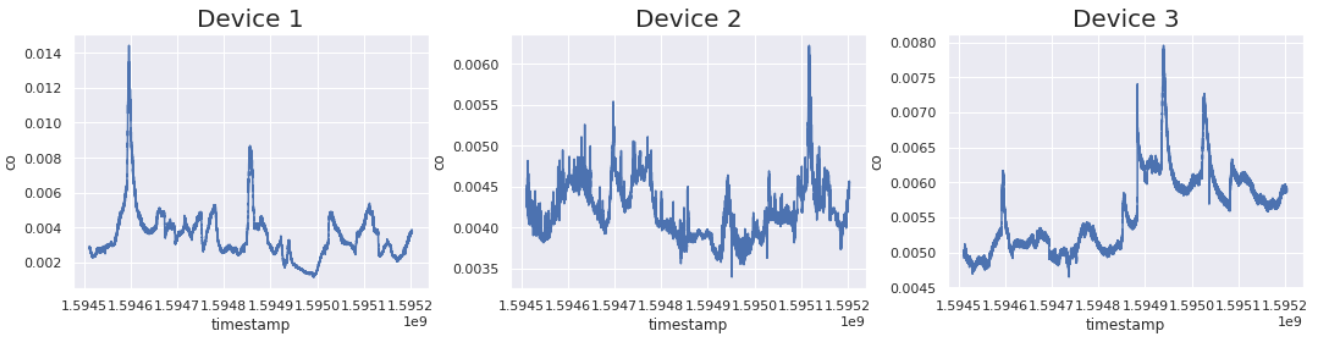 Device 1
0.014
0.012
0.010
0.008
0.006
0.004
0.002
co
1.5945 1.5946 1.5947 1.5948 1.5949 1.5950 1.5951 1.5952
1e9
timestamp
Device 2
0.0060
0.0055
0.0050
0.0045
0.0040
0.0035
co
1.5945 1.5946 1.5947 1.5948 1.5949 1.5950 1.5951 1.5952
1e9
timestamp
Device 3
0.0080
0.0075
0.0070
0.0065
0.0060
0.0055
0.0050
0.0045
co
1.5945 1.5946 1.5947 1.5948 1.5949 1.5950 1.5951 1.5952
1e9
timestamp